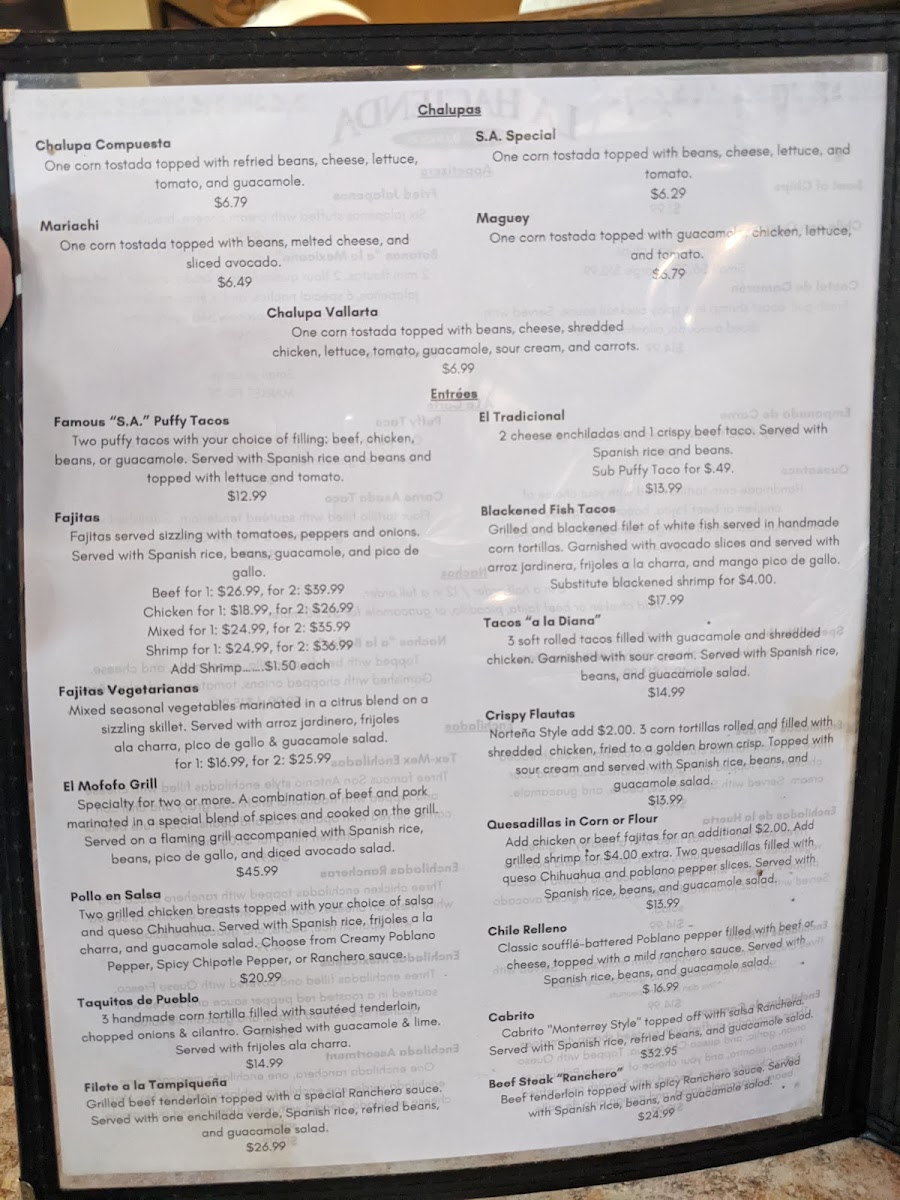 Chalupas
Chalupa Compuesta
One corn tostada topped with refried beans, cheese, lettuce,
tomato, and guacamole.
$6.79
S.A. Special
One corn tostada topped with beans, cheese, lettuce, and
tomato.
$6.29
Mariachi
One corn tostada topped with beans, melted cheese, and
sliced avocado.
$6.49
Maguey
One corn tostada topped with guacamole, chicken, lettuce,
and tomato.
$6.79
Chalupa Vallarta
One corn tostada topped with beans, cheese, shredded
chicken, lettuce, tomato, guacamole, sour cream, and carrots.
$6.99
Entrées
Famous "S.A." Puffy Tacos
Two puffy tacos with your choice of filling; beef, chicken,
beans, or guacamole. Served with Spanish rice and beans and
topped with lettuce and tomato.
$12.99
Fajitas
Fajitas served sizzling with tomatoes, peppers and onions.
Served with Spanish rice, beans, guacamole, and pico de
gallo.
Beef for 1: $26.99, for 2: $39.99
Chicken for 1: $18.99, for 2: $26.99
Mixed for 1: $24.99, for 2: $35.99
Shrimp for 1: $24.99, for 2: $36.99
Add Shrimp.......$1.50 each
Fajitas Vegetarianas
Mixed seasonal vegetables marinated in a citrus blend on a
sizzling skillet. Served with arroz jardinero, frijoles
ala charra, pico de gallo & guacamole salad.
for 1: $16.99, for 2: $25.99
El Mofofo Grill
Specialty for two or more. A combination of beef and pork
marinated in a special blend of spices and cooked on the grill.
Served on a flaming grill accompanied with Spanish rice,
beans, pico de gallo, and diced avocado salad.
$45.99
Pollo en Salsa
Two grilled chicken breasts topped with your choice of salsa
and queso Chihuahua. Served with Spanish rice, frijoles a la
charra, and guacamole salad. Choose from Creamy Poblano
Pepper, Spicy Chipotle Pepper, or Ranchero sauce.
$20.99
Taquitos de Pueblo
3 handmade corn tortilla filled with sautéed tenderloin,
chopped onions & cilantro. Garnished with guacamole & lime.
Served with frijoles ala charra.
$14.99
Filete a la Tampiqueña
Grilled beef tenderloin topped with a special Ranchero sauce.
Served with one enchilada verde, Spanish rice, refried beans,
and guacamole salad.
$26.99
El Tradicional
2 cheese enchiladas and 1 crispy beef taco. Served with
Spanish rice and beans.
Sub Puffy Taco for $.49.
$13.99
Blackened Fish Tacos
Grilled and blackened filet of white fish served in handmade
corn tortillas. Garnished with avocado slices and served with
arroz jardinera, frijoles a la charra, and mango pico de gallo.
Substitute blackened shrimp for $4.00.
$17.99
Tacos "a la Diana"
3 soft rolled tacos filled with guacamole and shredded
chicken. Garnished with sour cream. Served with Spanish rice,
beans, and guacamole salad.
$14.99
Crispy Flautas
Norteña Style add $2.00. 3 corn tortillas rolled and filled with
shredded chicken, fried to a golden brown crisp. Topped with
sour cream and served with Spanish rice, beans, and
guacamole salad.
$13.99
Quesadillas in Corn or Flour
Add chicken or beef fajitas for an additional $2.00. Add
grilled shrimp for $4.00 extra. Two quesadillas filled with
queso Chihuahua and poblano pepper slices. Served with
Spanish rice, beans, and guacamole salad.
$13.99
Chile Relleno
Classic soufflé-battered Poblano pepper filled with beef or
cheese, topped with a mild ranchero sauce. Served with
Spanish rice, beans, and guacamole salad.
$ 16.99
Cabrito
Cabrito "Monterrey Style" topped off with salsa Ranchera.
Served with Spanish rice, refried beans, and guacamole salad.
$32.95
Beef Steak "Ranchero"
Beef tenderloin topped with spicy Ranchero sauce. Served
with Spanish rice, beans, and guacamole salad.
$24.99